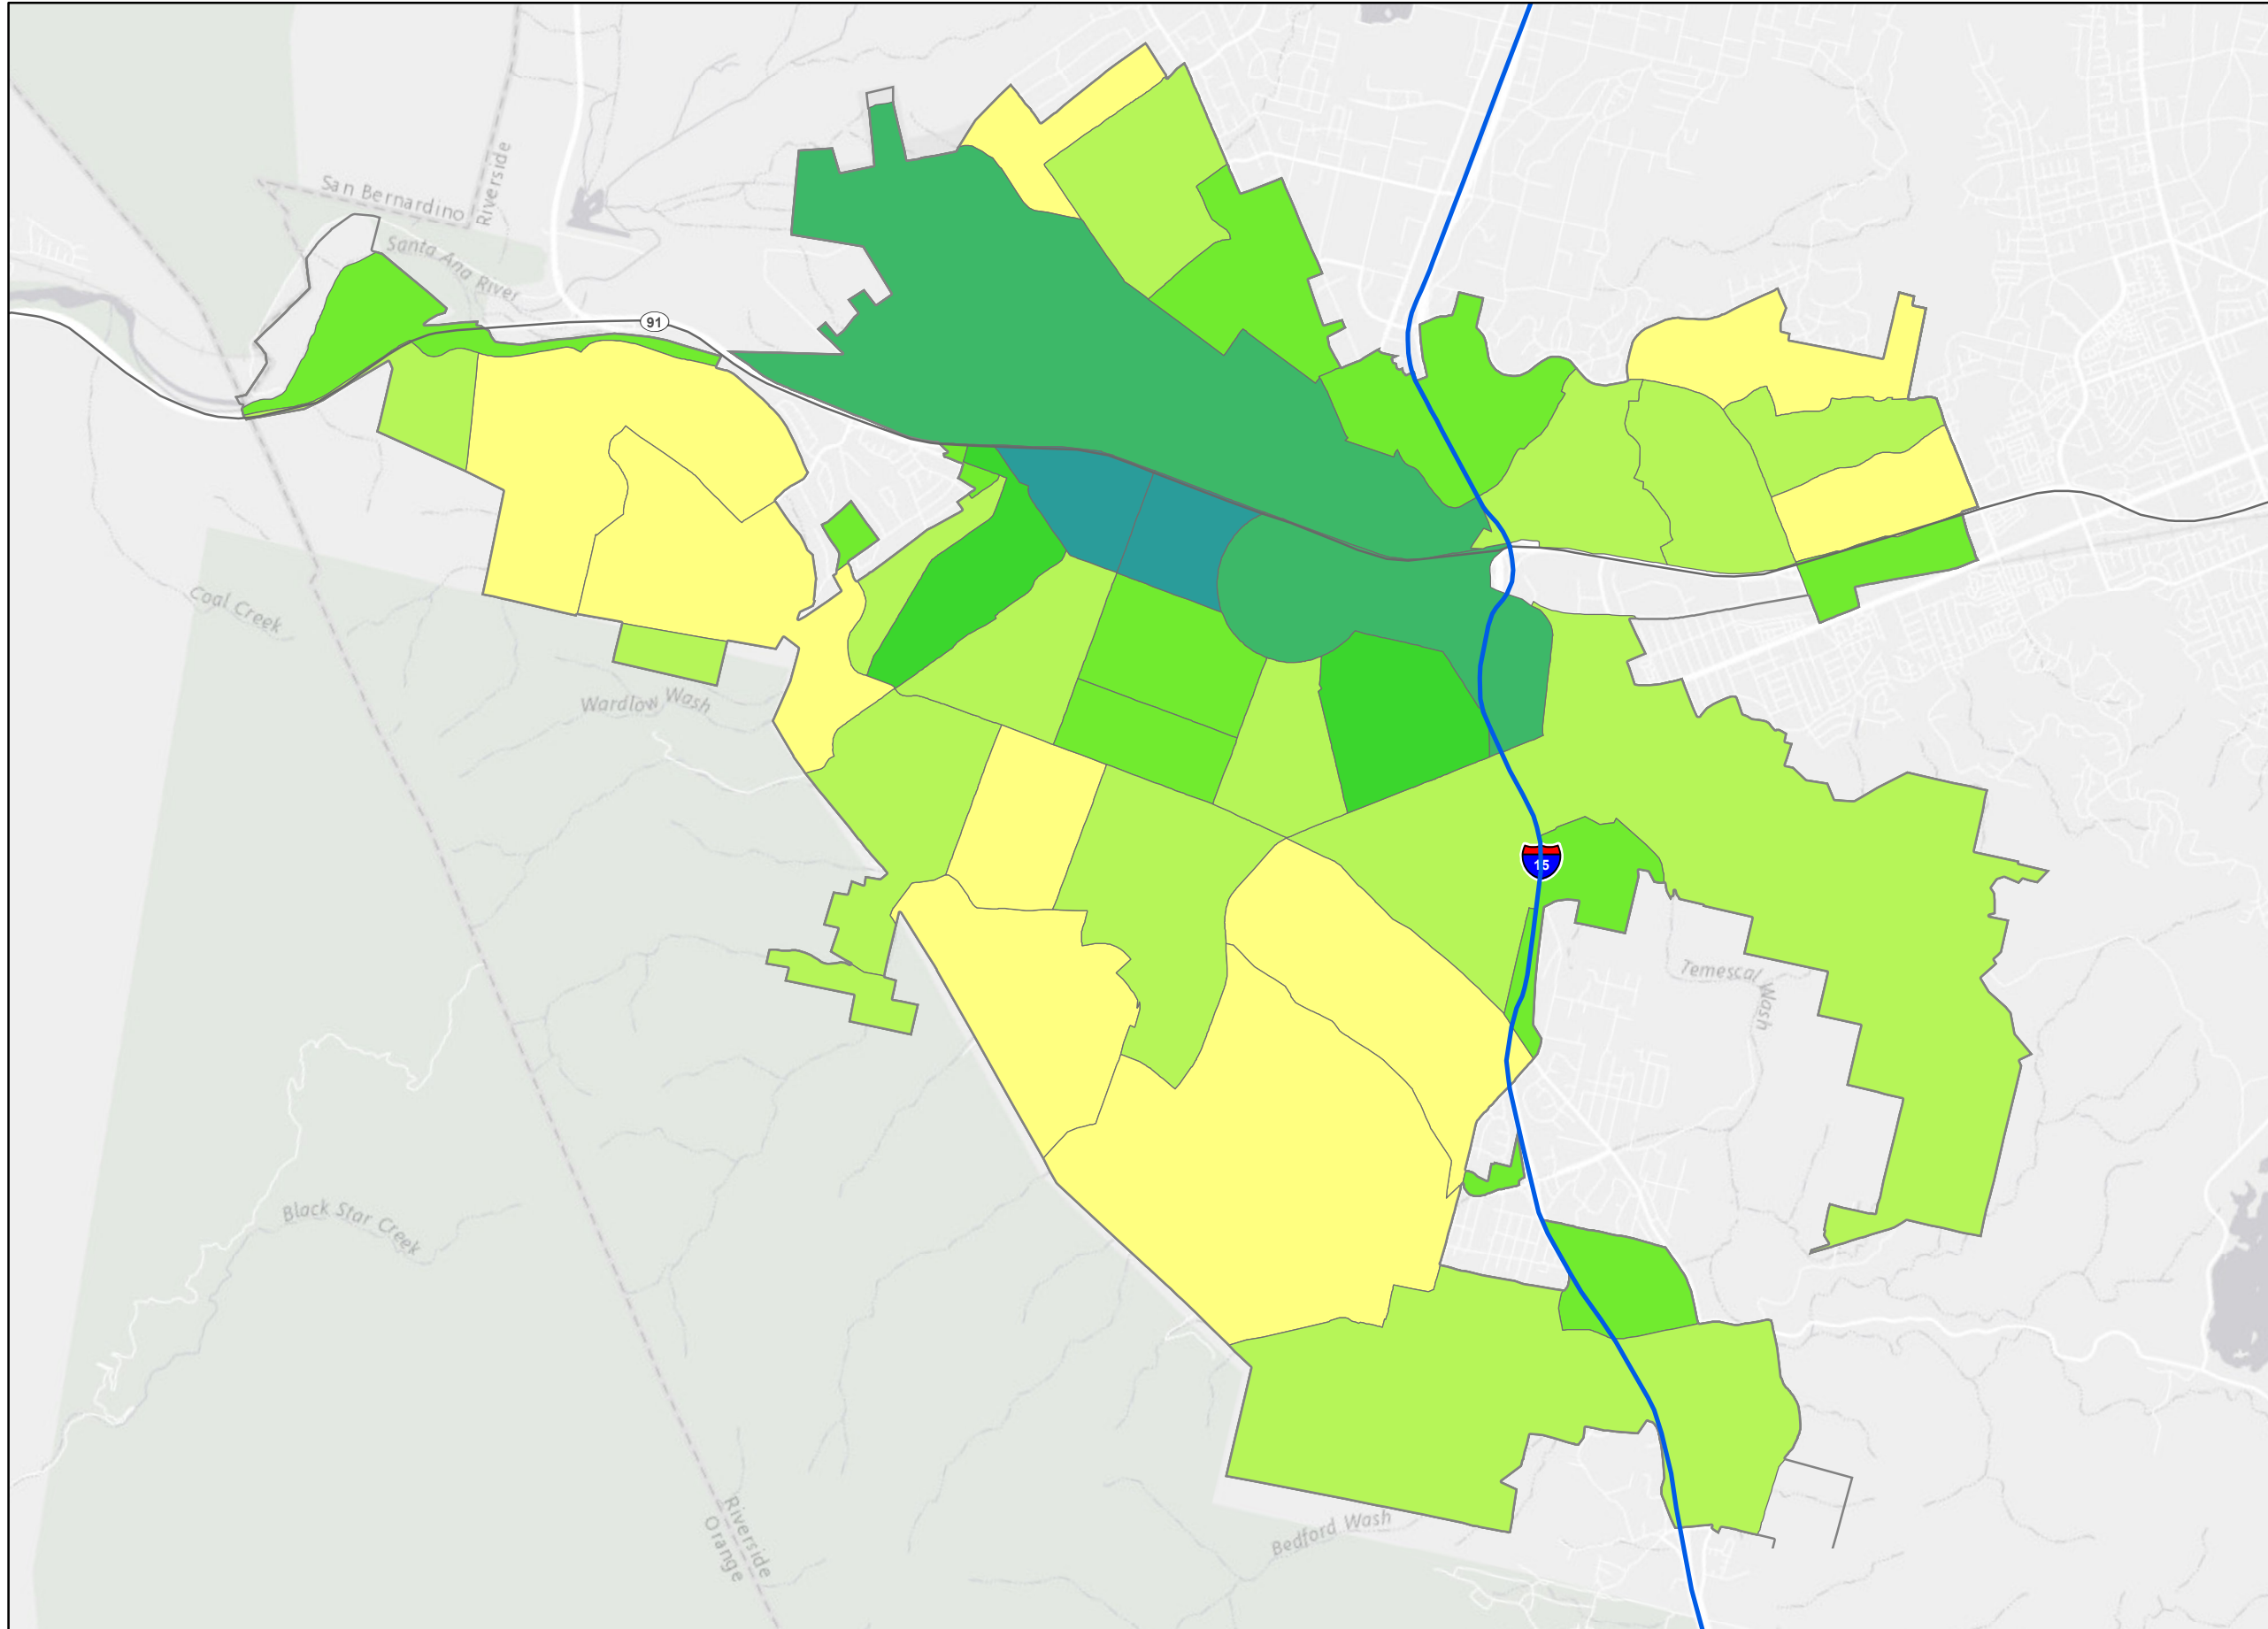 San Bernardino
Riverside
Santa Ana River
91
Coal Creek
Wardlow Wash
15
Temescal Wash
Black Star Creek
Riverside
Orange
Bedford Wash